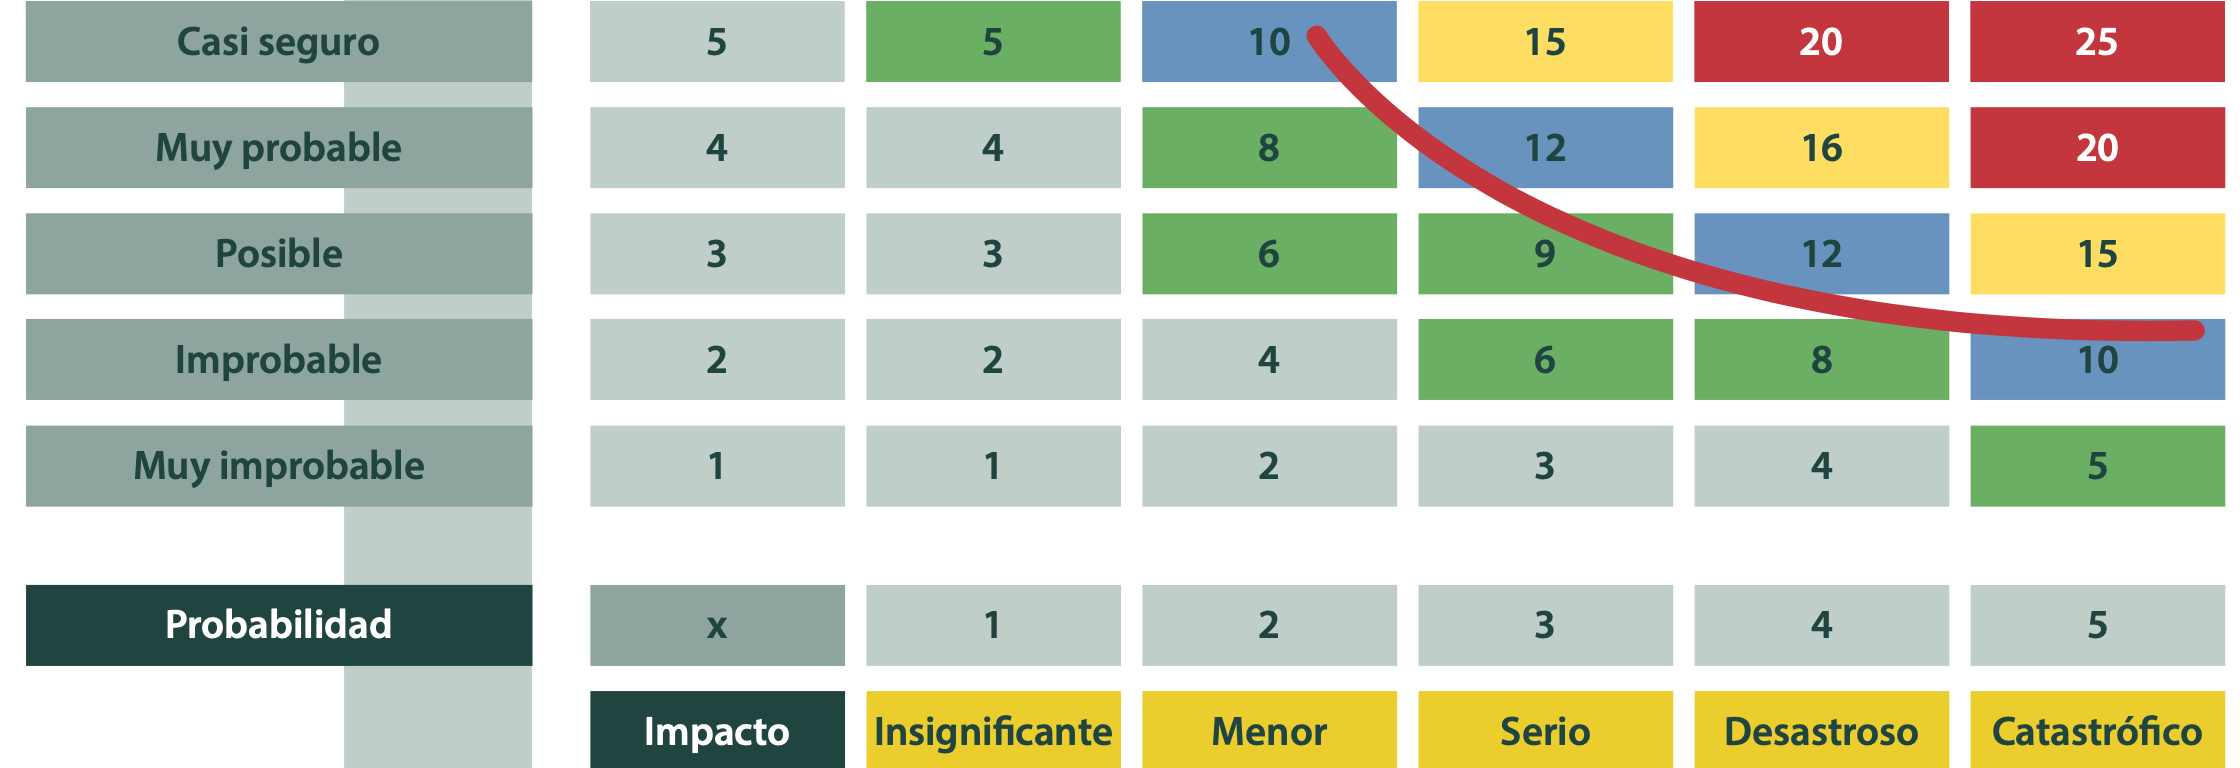 Casi seguro 5 5 10 15 20 25
Muy probable 4 4 8 12 16 20
Posible 3 3 6 9 12 15
Improbable 2 2 4 6 8 10
Muy improbable 1 1 2 3 4 5
Probabilidad x 1 2 3 4 5
Impacto Insignificante Menor Serio Desastroso Catastrófico